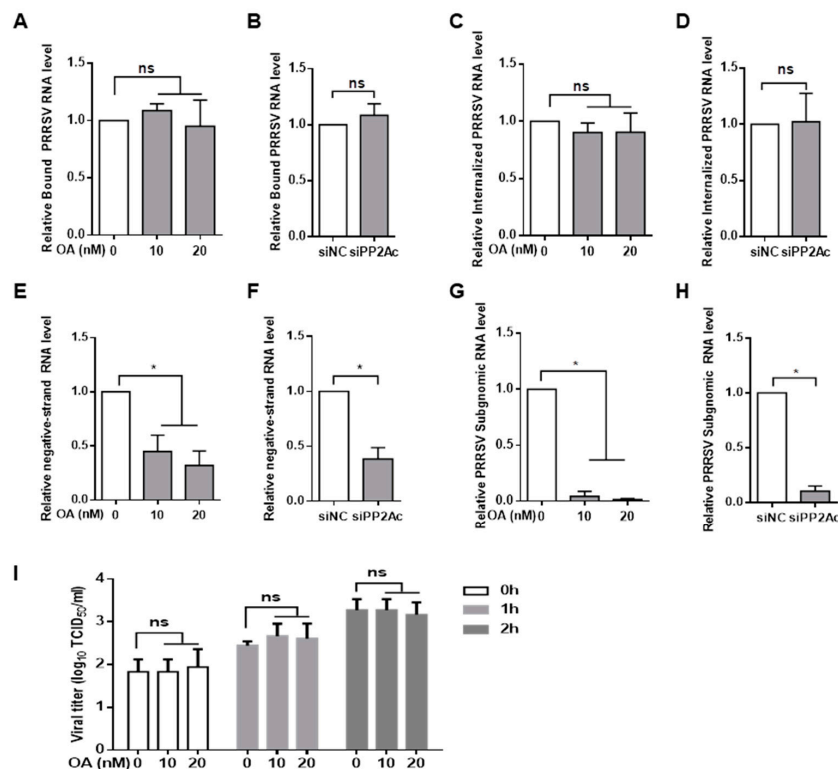 A
B
C
D
Relative Bound PRRSV RNA level
1.5
1.0
0.5
0.0
ns
OA (nM) 0 10 20
Relative Bound PRRSV RNA level
1.5
1.0
0.5
0.0
ns
siNC siPP2Ac
Relative Internalized PRRSV RNA level
1.5
1.0
0.5
0.0
ns
OA (nM) 0 10 20
Relative Internalized PRRSV RNA level
1.5
1.0
0.5
0.0
ns
siNC siPP2Ac
E
F
G
H
Relative negative-strand RNA level
1.5
1.0
0.5
0.0
*
OA (nM) 0 10 20
Relative negative-strand RNA level
1.5
1.0
0.5
0.0
*
siNC siPP2Ac
Relative PRRSV Subgnomic RNA level
1.5
1.0
0.5
0.0
*
OA (nM) 0 10 20
Relative PRRSV Subgnomic RNA level
1.5
1.0
0.5
0.0
*
siNC siPP2Ac
I
Viral titer (log10 TCID50/ml)
4
3
2
1
ns
ns
ns
OA (nM) 0 10 20 0 10 20 0 10 20
0h
1h
2h